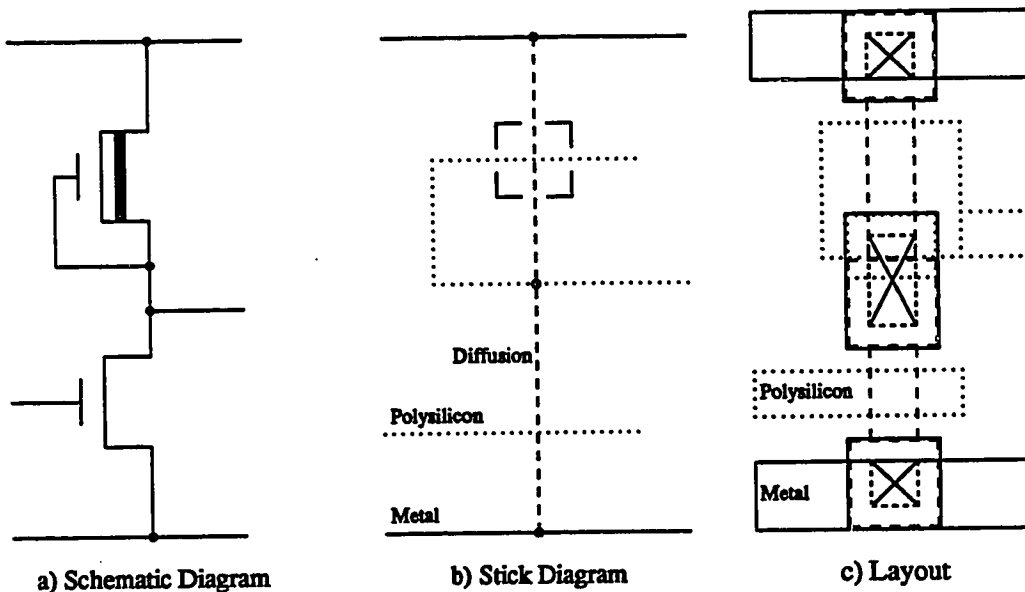 Diffusion
Polysilicon
Metal
Polysilicon
Metal
a) Schematic Diagram
b) Stick Diagram
c) Layout